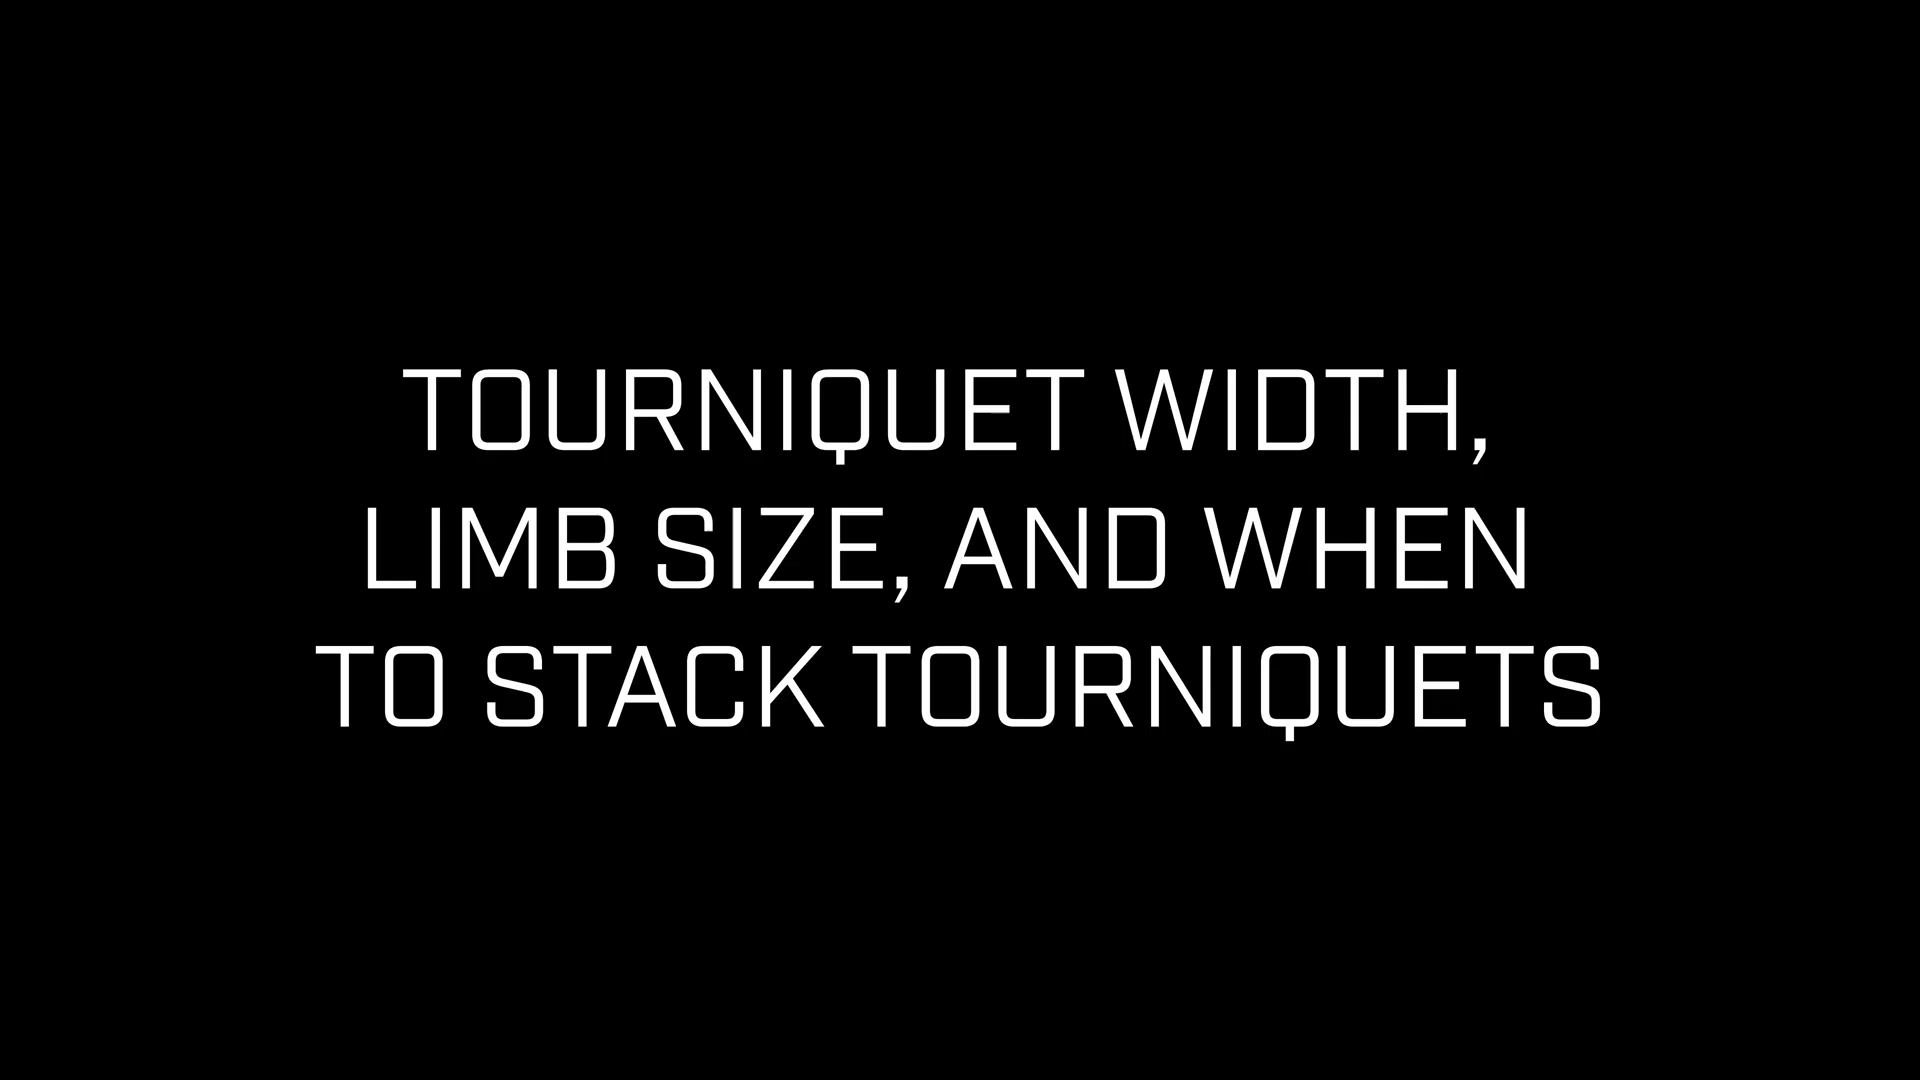 TOURNIQUET WIDTH,
LIMB SIZE, AND WHEN
TO STACK TOURNIQUETS